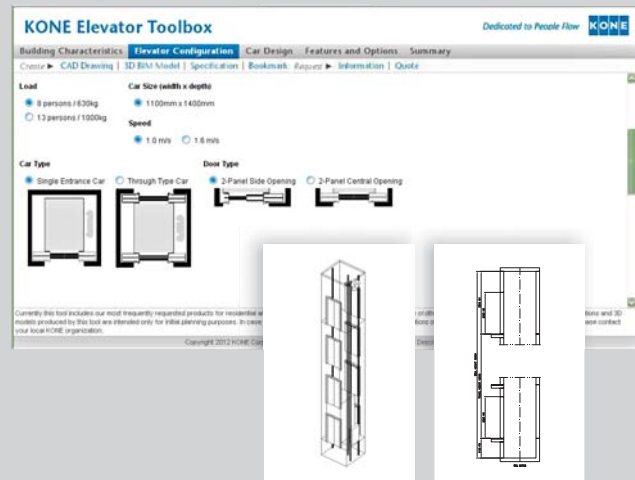 KONE Elevator Toolbox
Dedicated to People Flow KONE
Building Characteristics Elevator Configuration Car Design Features and Options Summary
Create ▶ CAD Drawing | 3D BIM Model | Specification | Bookmark Request ▶ Information | Quote
Load
Car Size (width x depth)
8 persons / 630kg
1100mm x 1400mm
13 persons / 1000kg
Speed
1.0 m/s 1.6 m/s
Car Type
Door Type
Single Entrance Car Through Type Car 2-Panel Side Opening 2-Panel Central Opening
Currently this tool includes our most frequently requested products for residential
models produced by this tool are intended only for initial planning purposes. In case
ease contact
your local KONE organization.
Copyright 2012 KONE